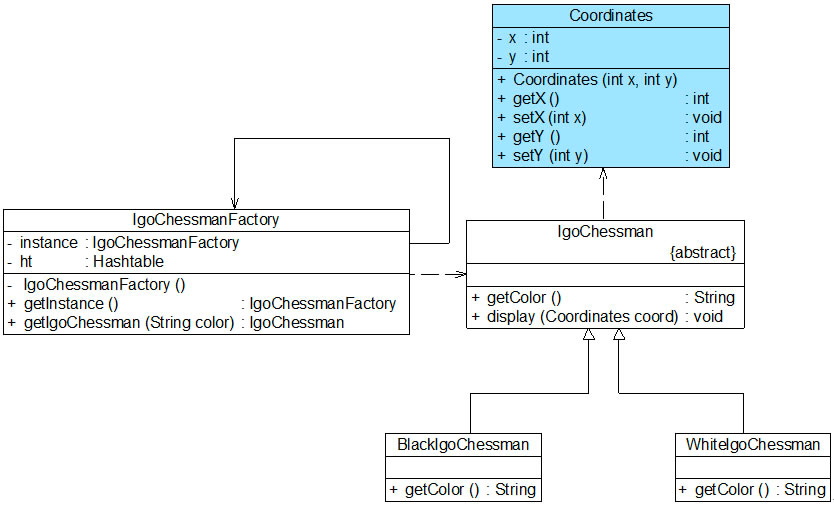 Coordinates
- x : int
- y : int
+ Coordinates (int x, int y)
+ getX () : int
+ setX (int x) : void
+ getY () : int
+ setY (int y) : void
IgoChessmanFactory
- instance : IgoChessmanFactory
- ht : Hashtable
- IgoChessmanFactory ()
+ getInstance () : IgoChessmanFactory
+ getIgoChessman (String color) : IgoChessman
IgoChessman
{abstract}
+ getColor () : String
+ display (Coordinates coord) : void
BlackIgoChessman
+ getColor () : String
WhiteIgoChessman
+ getColor () : String